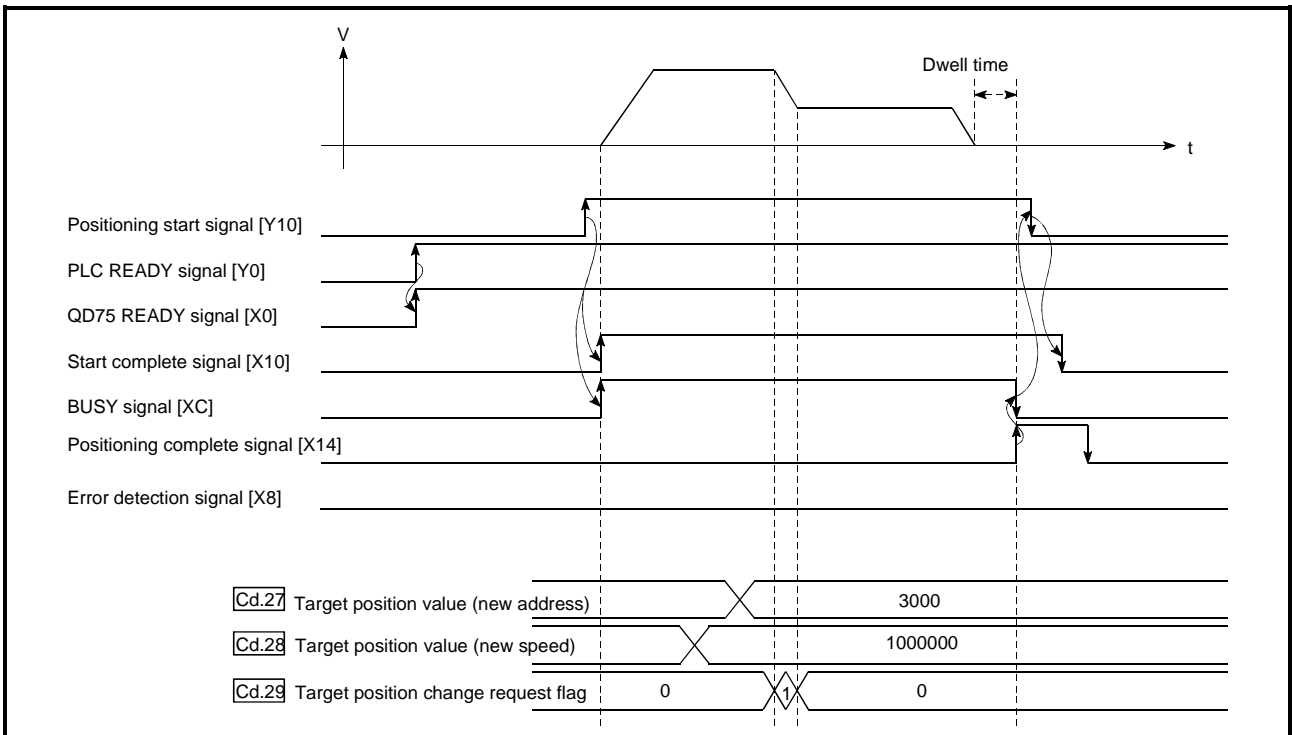 V
Dwell time
t
Positioning start signal [Y10]
PLC READY signal [Y0]
QD75 READY signal [X0]
Start complete signal [X10]
BUSY signal [XC]
Positioning complete signal [X14]
Error detection signal [X8]
Cd.27 Target position value (new address) 3000
Cd.28 Target position value (new speed) 1000000
Cd.29 Target position change request flag 0 1 0